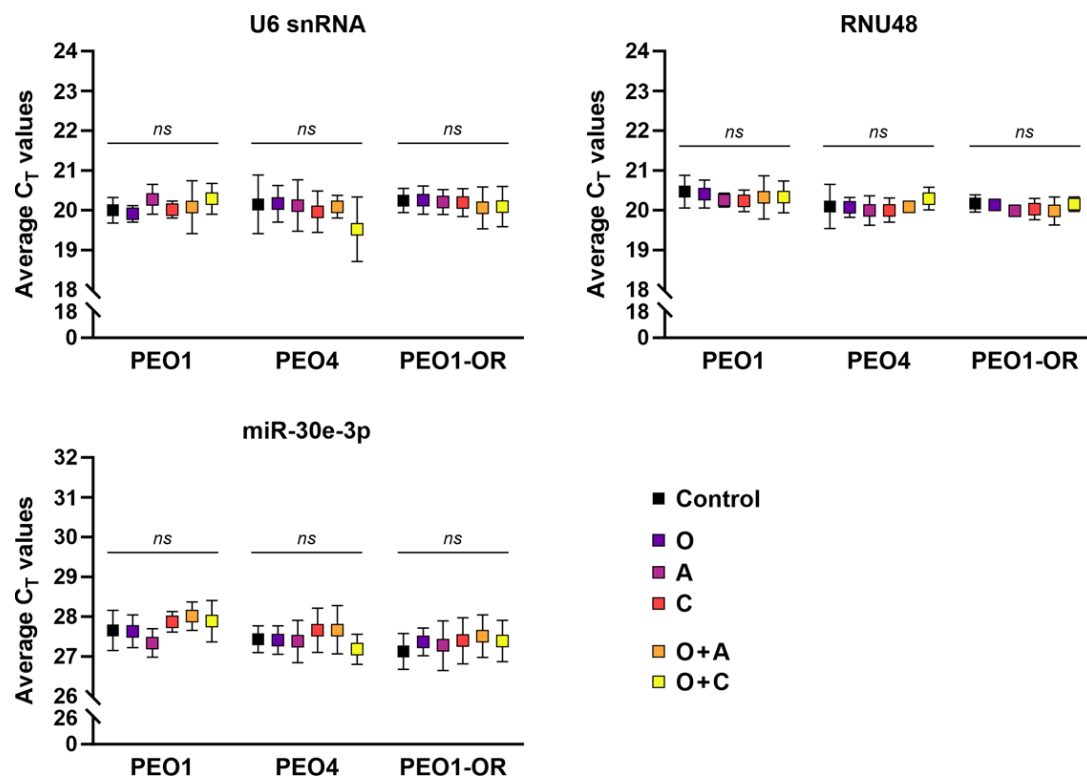 U6 snRNA
Average CT values
24
23
22
21
20
19
18
18
0
ns
ns
ns
PEO1
PEO4
PEO1-OR
RNU48
Average CT values
24
23
22
21
20
19
18
18
0
ns
ns
ns
PEO1
PEO4
PEO1-OR
miR-30e-3p
Average CT values
32
31
30
29
28
27
26
26
0
ns
ns
ns
PEO1
PEO4
PEO1-OR
Control
O
A
C
O+A
O+C